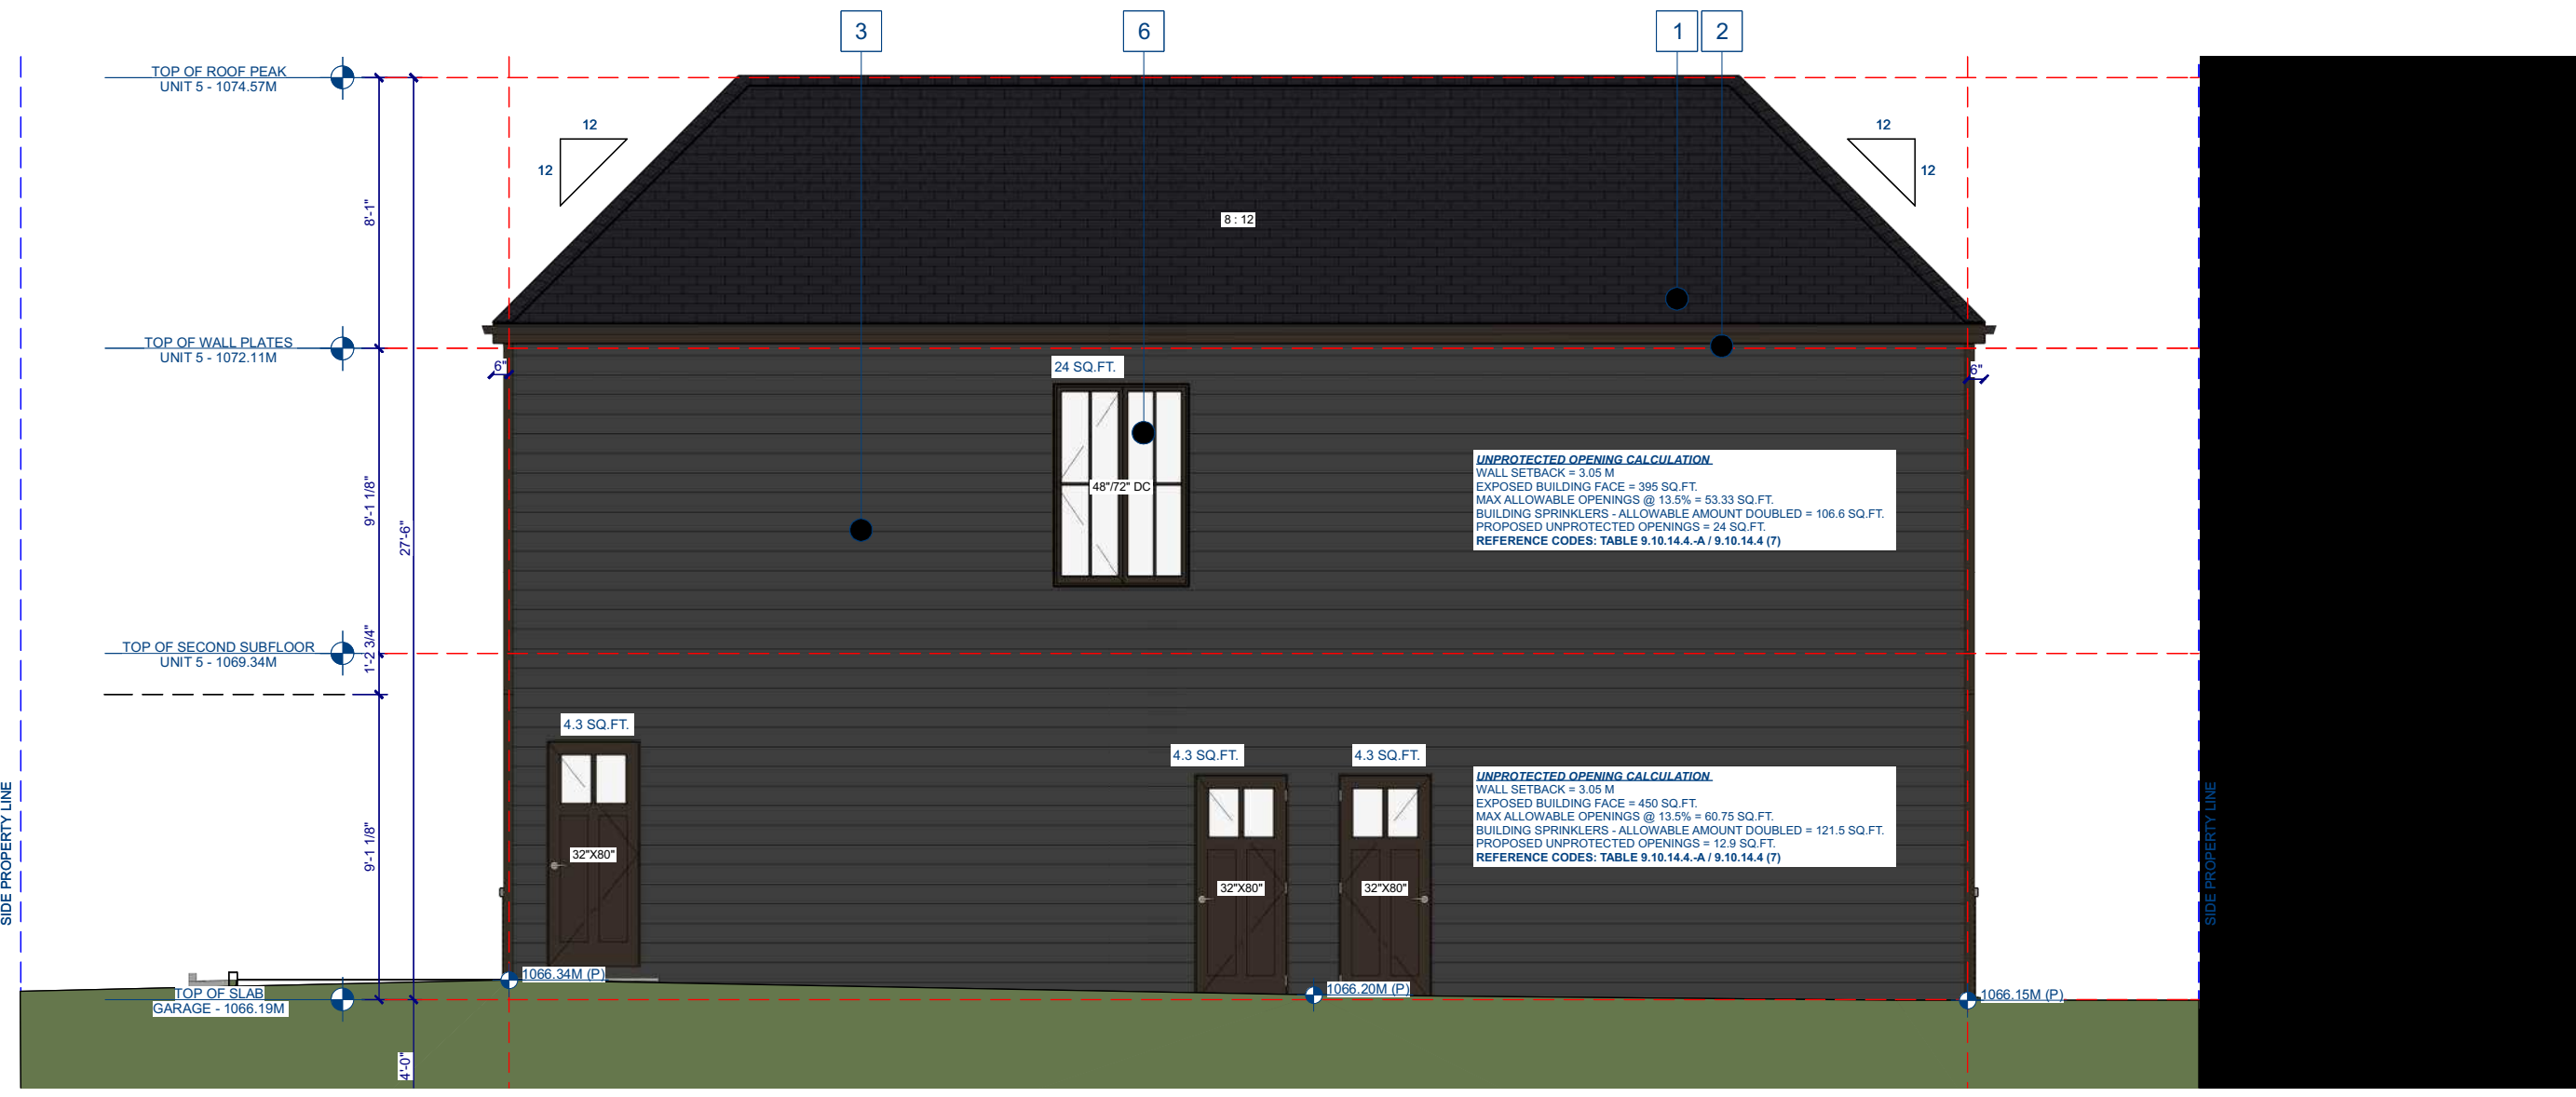 3
6
1
2
TOP OF ROOF PEAK
UNIT 5 - 1074.57M
12
12
12
12
8'-1"
8 : 12
TOP OF WALL PLATES
UNIT 5 - 1072.11M
6"
6"
24 SQ.FT.
48"/72" DC
9'-1 1/8"
27'-6"
UNPROTECTED OPENING CALCULATION
WALL SETBACK = 3.05 M
EXPOSED BUILDING FACE = 395 SQ.FT.
MAX ALLOWABLE OPENINGS @ 13.5% = 53.33 SQ.FT.
BUILDING SPRINKLERS - ALLOWABLE AMOUNT DOUBLED = 106.6 SQ.FT.
PROPOSED UNPROTECTED OPENINGS = 24 SQ.FT.
REFERENCE CODES: TABLE 9.10.14.4.-A / 9.10.14.4 (7)
TOP OF SECOND SUBFLOOR
UNIT 5 - 1069.34M
1'-2 3/4"
4.3 SQ.FT.
4.3 SQ.FT.
4.3 SQ.FT.
32"X80"
32"X80"
32"X80"
UNPROTECTED OPENING CALCULATION
WALL SETBACK = 3.05 M
EXPOSED BUILDING FACE = 450 SQ.FT.
MAX ALLOWABLE OPENINGS @ 13.5% = 60.75 SQ.FT.
BUILDING SPRINKLERS - ALLOWABLE AMOUNT DOUBLED = 121.5 SQ.FT.
PROPOSED UNPROTECTED OPENINGS = 12.9 SQ.FT.
REFERENCE CODES: TABLE 9.10.14.4.-A / 9.10.14.4 (7)
9'-1 1/8"
SIDE PROPERTY LINE
SIDE PROPERTY LINE
1066.34M (P)
1066.20M (P)
1066.15M (P)
TOP OF SLAB
GARAGE - 1066.19M
4'-0"